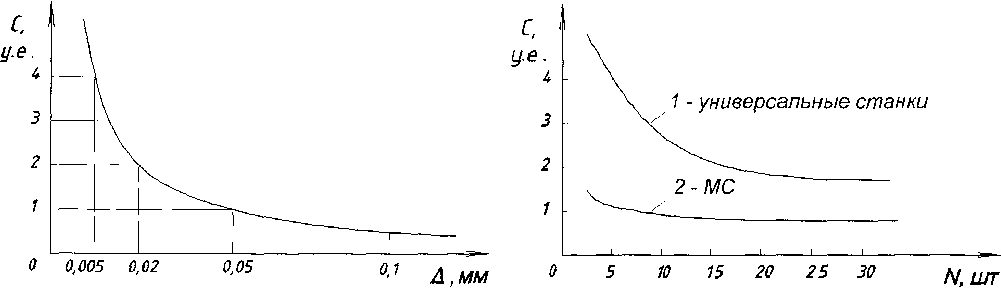 C,
у.е.
4
3
2
1
0
0,005
0,02
0,05
0,1
Δ, мм
C,
у.е.
4
3
2
1
1 - универсальные станки
2 - МС
0
5
10
15
20
25
30
N, шт